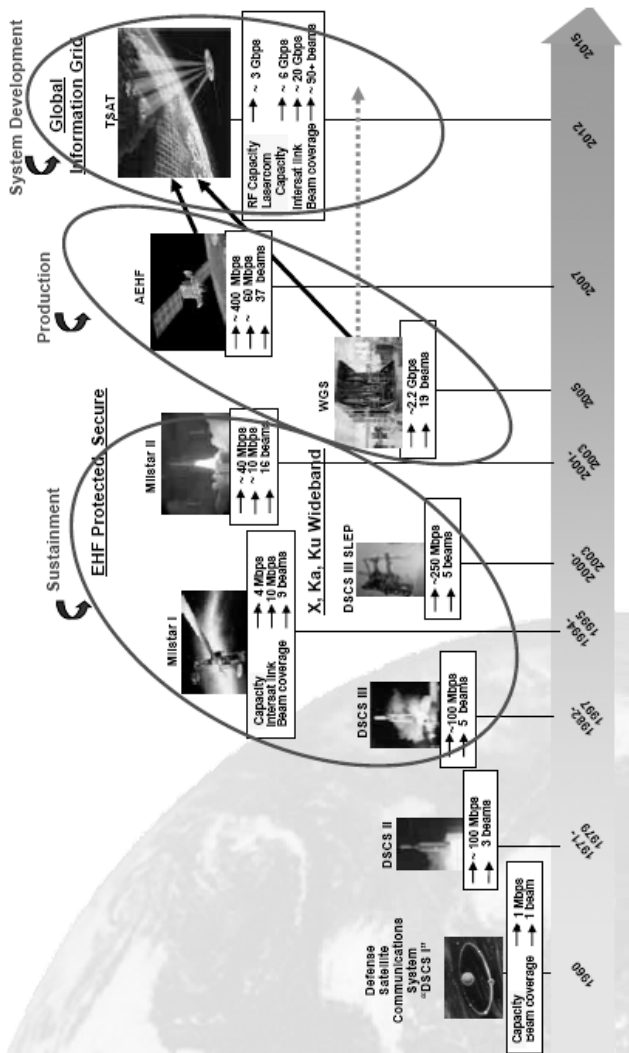 System Development
Production
Sustainment
Global
Information Grid
EHF Protected, Secure
X, Ka, Ku Wideband
Defense
Satellite
Communications
System
"DSCS I"
Capacity → 1 Mbps
Beam coverage → 1 beam
DSCS II
→ ~ 100 Mbps
→ 3 beams
DSCS III
→ ~100 Mbps
→ 5 beams
Milstar I
Capacity → 4 Mbps
Intersat link → 10 Mbps
Beam coverage → 9 beams
DSCS III SLEP
→ ~250 Mbps
→ 5 beams
Milstar II
→ ~ 40 Mbps
→ ~ 10 Mbps
→ 16 beams
WGS
→ ~2.2 Gbps
→ 19 beams
AEHF
→ ~ 400 Mbps
→ ~ 60 Mbps
→ 37 beams
TSAT
RF Capacity → ~ 3 Gbps
Lasercom
Capacity → ~ 6 Gbps
Intersat link → ~ 20 Gbps
Beam coverage → ~ 90+ beams
1960
1971-
1979
1982-
1997
1994-
1995
2000-
2003
2001-
2003
2005
2007
2012
2015